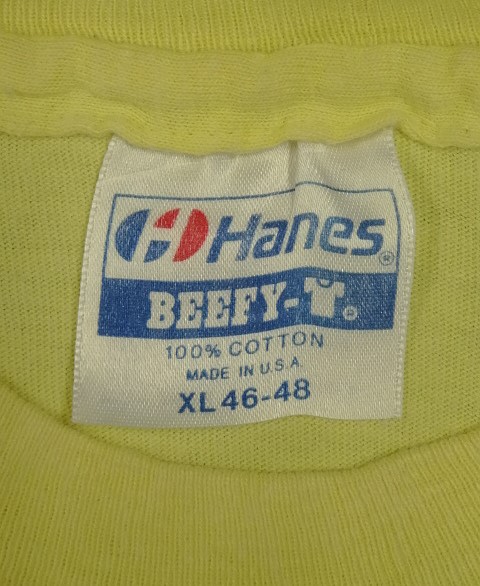 Hanes®
BEEFY-T®
100% COTTON
MADE IN U.S.A.
XL 46-48